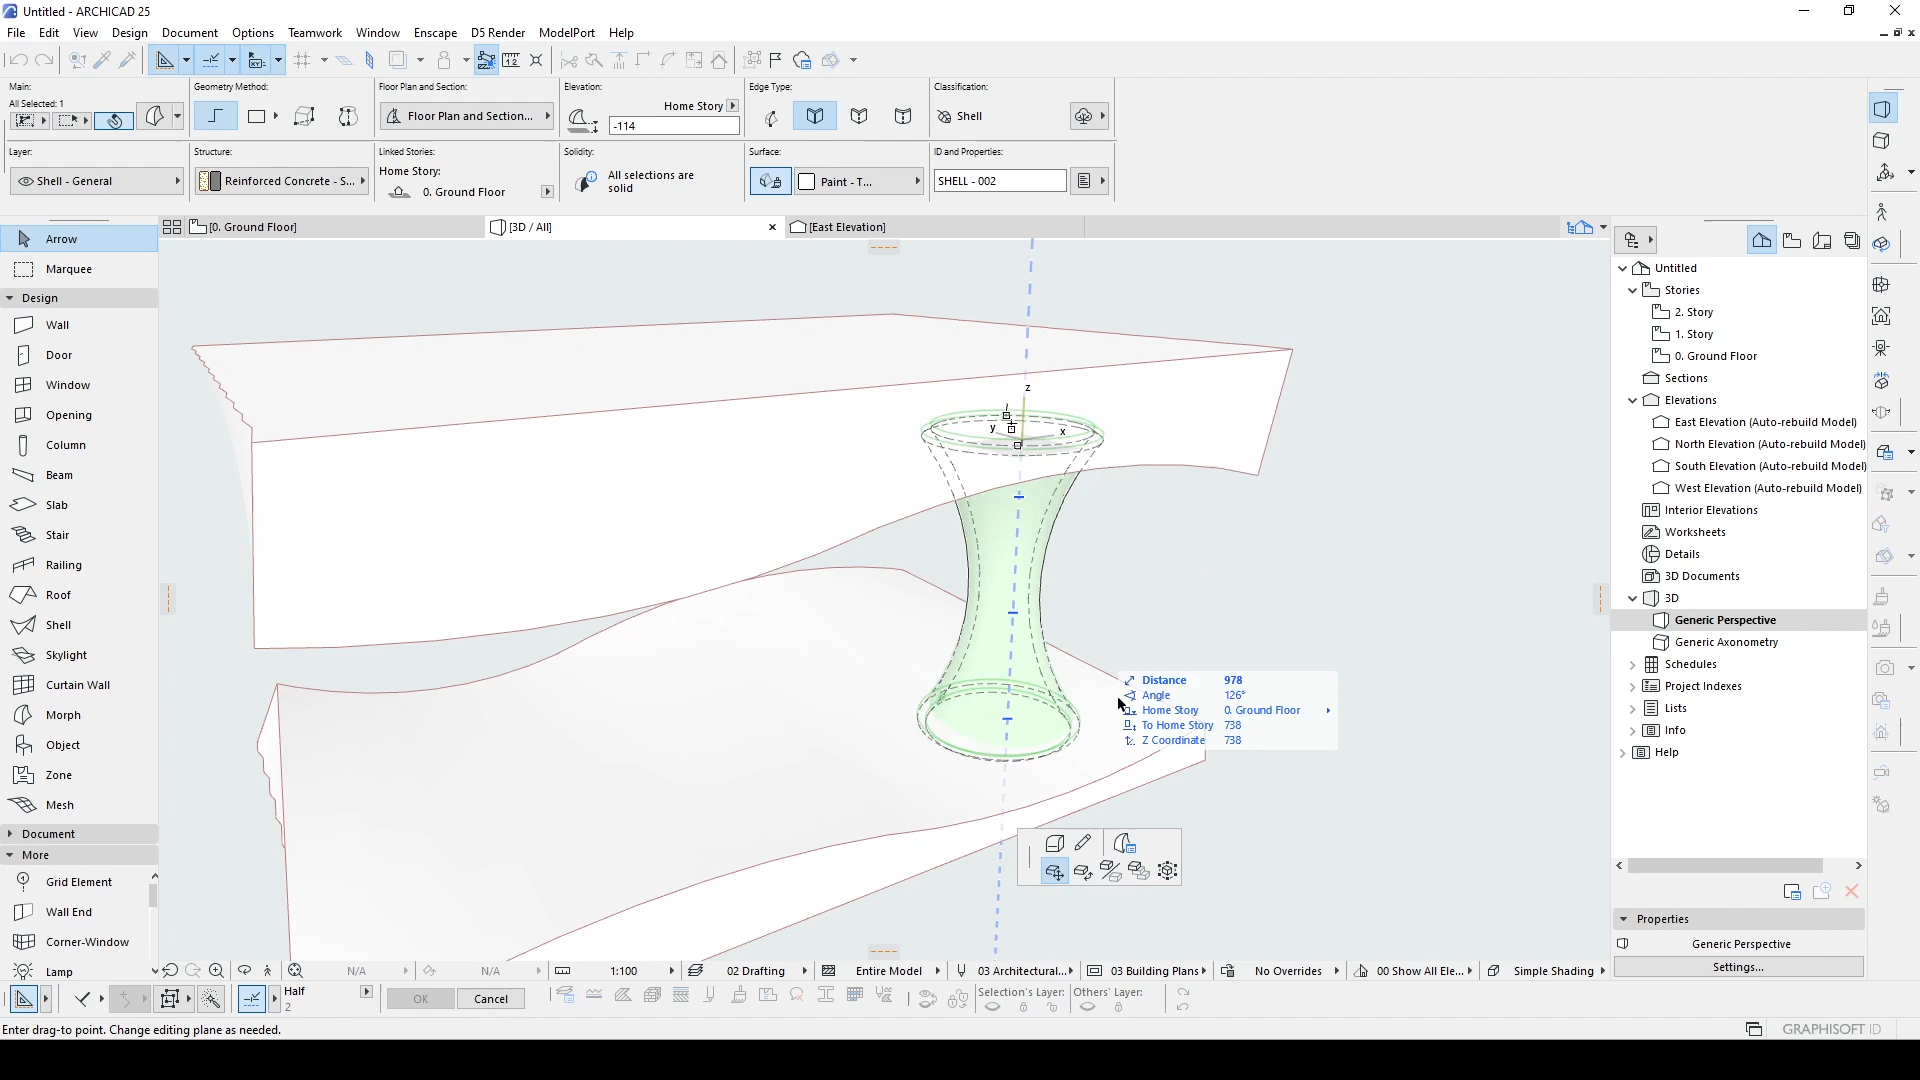 Untitled - ARCHICAD 25
File Edit View Design Document Options Teamwork Window Enscape D5 Render ModelPort Help
Main:
All Selected: 1
Geometry Method:
Floor Plan and Section:
Floor Plan and Section...
Elevation:
Home Story
-114
Edge Type:
Classification:
Shell
Layer:
Shell - General
Structure:
Reinforced Concrete - S...
Linked Stories:
Home Story:
0. Ground Floor
Solidity:
All selections are
solid
Surface:
Paint - T...
ID and Properties:
SHELL - 002
[0. Ground Floor]
[3D / All]
[East Elevation]
Arrow
Marquee
Design
Wall
Door
Window
Opening
Column
Beam
Slab
Stair
Railing
Roof
Shell
Skylight
Curtain Wall
Morph
Object
Zone
Mesh
Document
More
Grid Element
Wall End
Corner-Window
Lamp
z
y
x
Distance 978
Angle 126°
Home Story 0. Ground Floor
To Home Story 738
Z Coordinate 738
Untitled
Stories
2. Story
1. Story
0. Ground Floor
Sections
Elevations
East Elevation (Auto-rebuild Model)
North Elevation (Auto-rebuild Model)
South Elevation (Auto-rebuild Model)
West Elevation (Auto-rebuild Model)
Interior Elevations
Worksheets
Details
3D Documents
3D
Generic Perspective
Generic Axonometry
Schedules
Project Indexes
Lists
Info
Help
Properties
Generic Perspective
Settings...
N/A
N/A
1:100
02 Drafting
Entire Model
03 Architectural...
03 Building Plans
No Overrides
00 Show All Ele...
Simple Shading
Half
2
OK
Cancel
Selection's Layer:
Others' Layer:
Enter drag-to point. Change editing plane as needed.
GRAPHISOFT ID